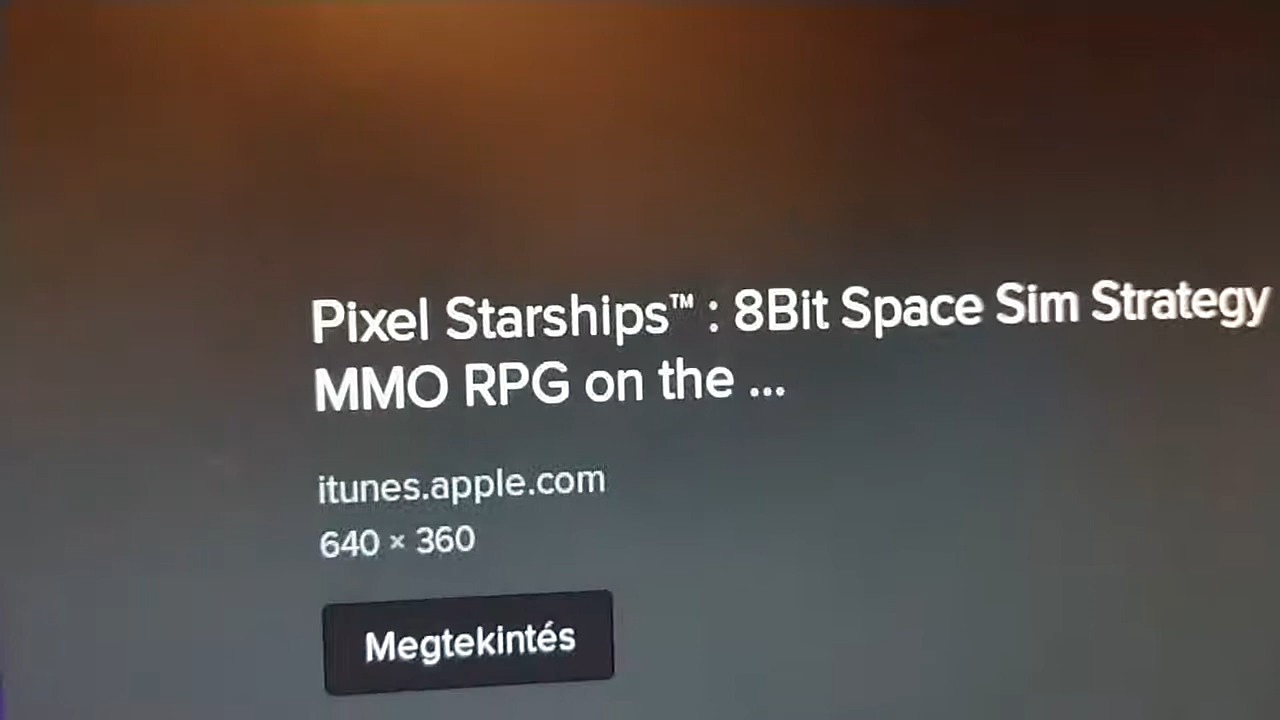 Pixel Starships™ : 8Bit Space Sim Strategy
MMO RPG on the ...
itunes.apple.com
640 × 360
Megtekintés